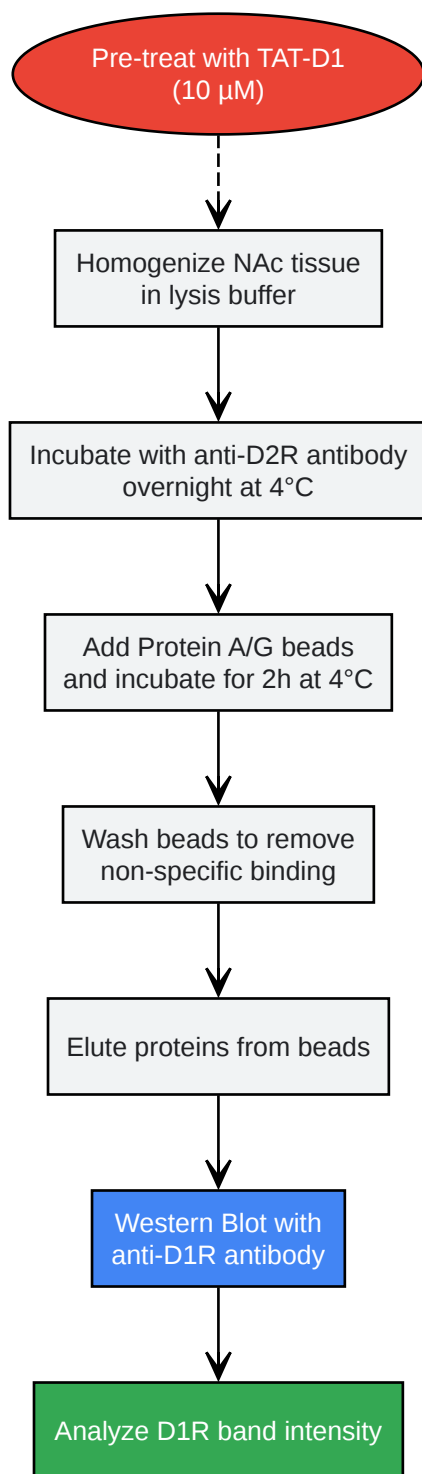 Pre-treat with TAT-D1
(10 µM)
Homogenize NAc tissue
in lysis buffer
Incubate with anti-D2R antibody
overnight at 4°C
Add Protein A/G beads
and incubate for 2h at 4°C
Wash beads to remove
non-specific binding
Elute proteins from beads
Western Blot with
anti-D1R antibody
Analyze D1R band intensity